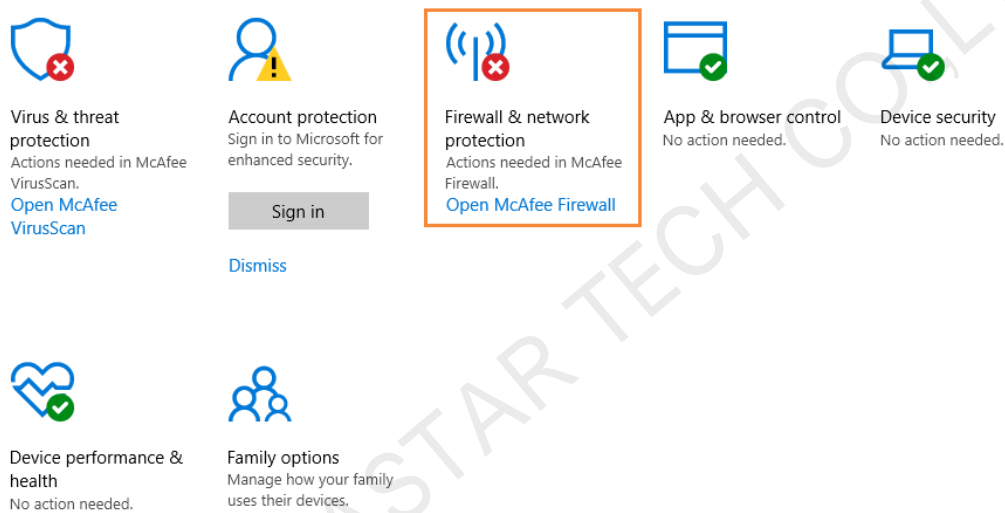 Virus & threat
protection
Actions needed in McAfee
VirusScan.
Open McAfee
VirusScan
Account protection
Sign in to Microsoft for
enhanced security.
Sign in
Dismiss
Firewall & network
protection
Actions needed in McAfee
Firewall.
Open McAfee Firewall
App & browser control
No action needed.
Device security
No action needed.
Device performance &
health
No action needed.
Family options
Manage how your family
uses their devices.
ASTAR TECH CO.,